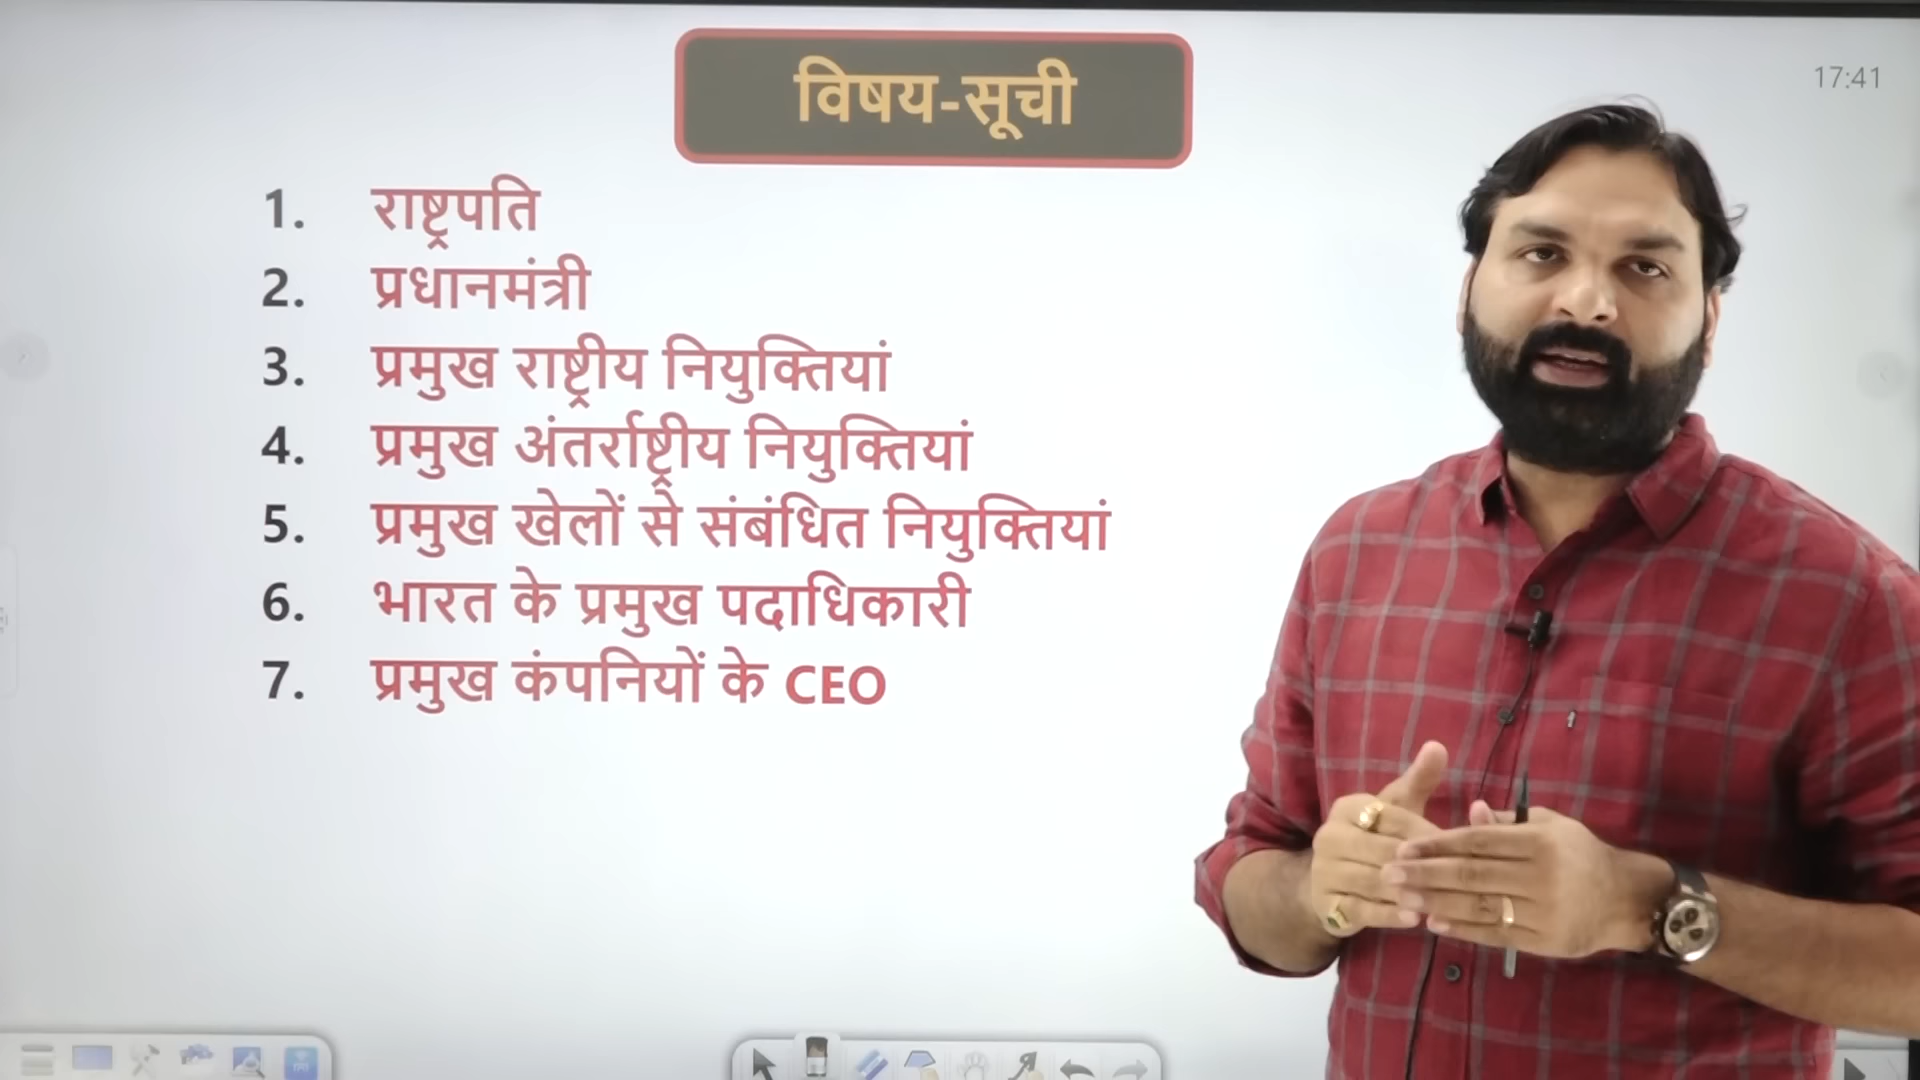 विषय-सूची
17:41
1. राष्ट्रपति
2. प्रधानमंत्री
3. प्रमुख राष्ट्रीय नियुक्तियां
4. प्रमुख अंतर्राष्ट्रीय नियुक्तियां
5. प्रमुख खेलों से संबंधित नियुक्तियां
6. भारत के प्रमुख पदाधिकारी
7. प्रमुख कंपनियों के CEO